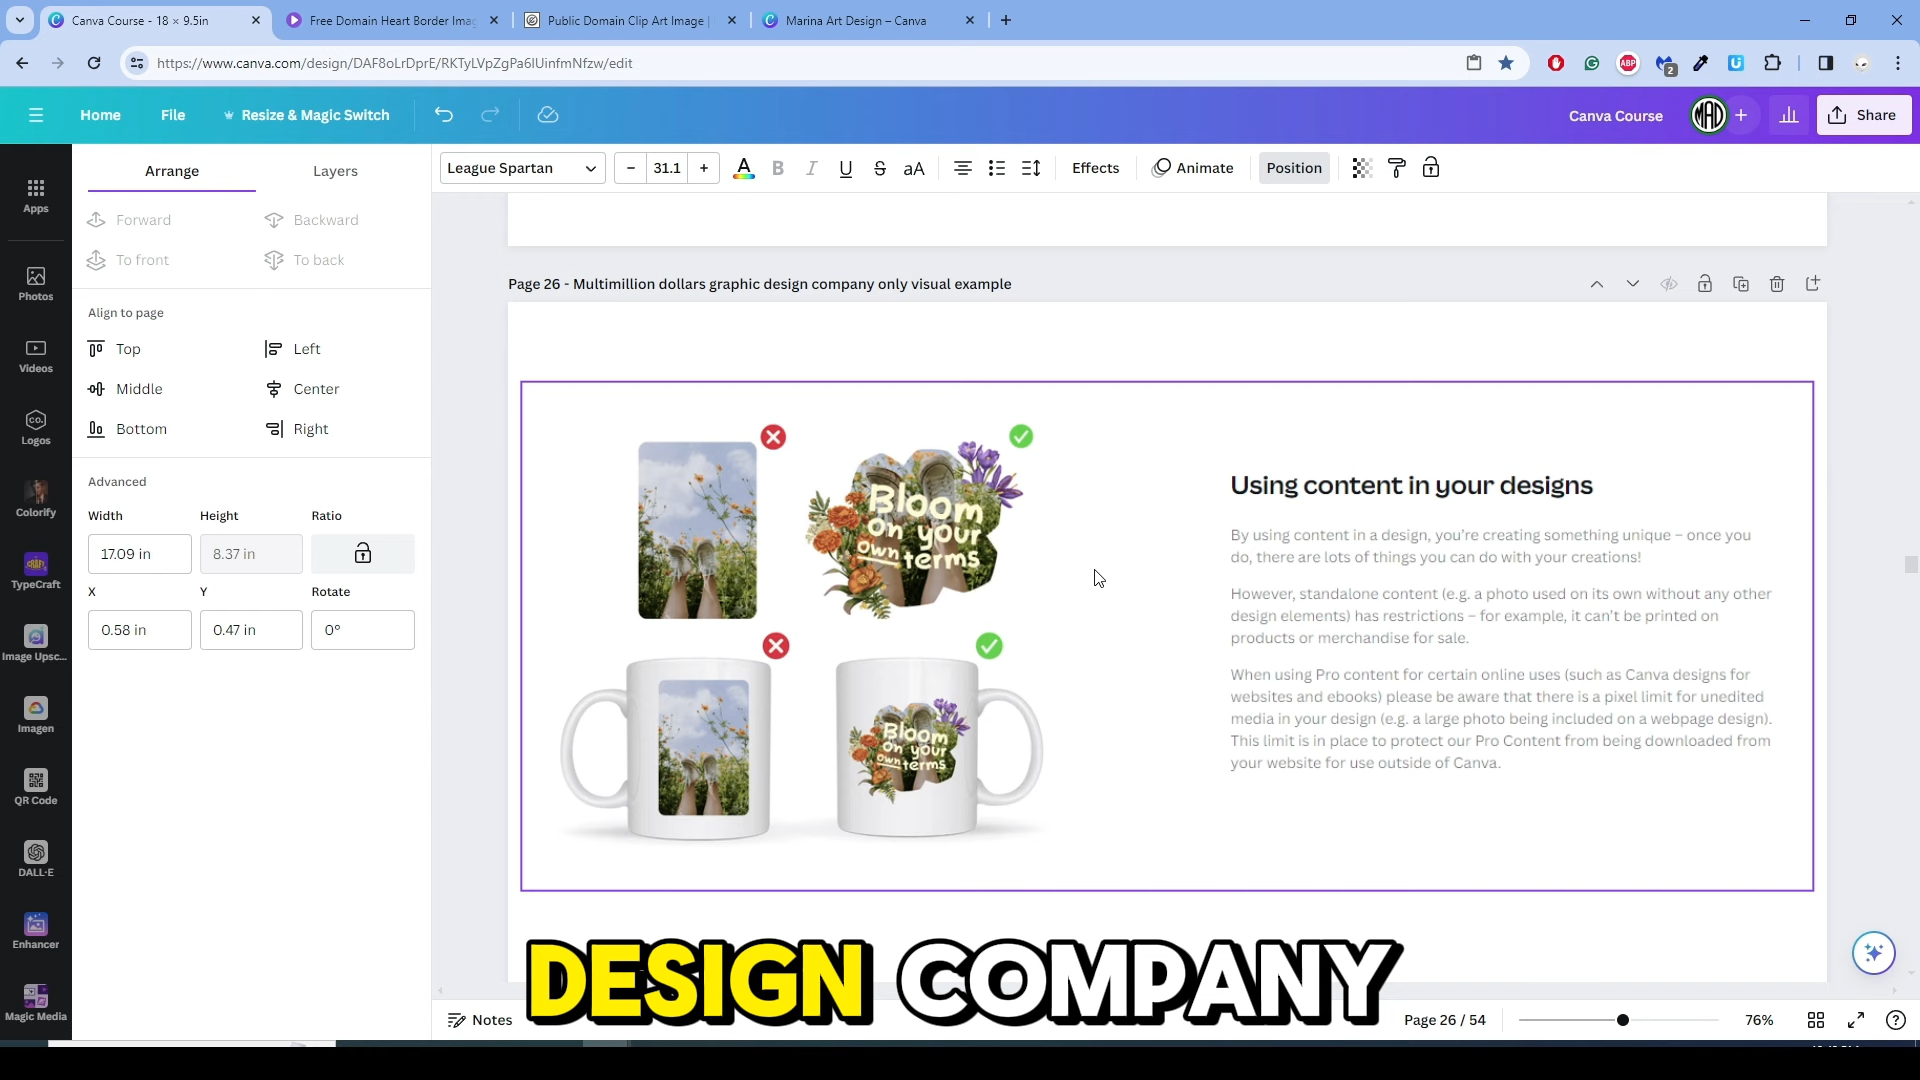 Canva Course - 18 × 9.5in
Free Domain Heart Border Imag
Public Domain Clip Art Image |
Marina Art Design – Canva
https://www.canva.com/design/DAF8oLrDprE/RKTyLVpZgPa6IUinfmNfzw/edit
ABP
2
Home
File
Resize & Magic Switch
Canva Course
MAD
Share
Arrange
Layers
League Spartan
31.1
A
B
I
U
S
aA
Effects
Animate
Position
Apps
Photos
Videos
CO.
Logos
Colorify
CRAFT
TypeCraft
Image Upsc...
Imagen
QR Code
DALL·E
Enhancer
Magic Media
Forward
Backward
To front
To back
Align to page
Top
Left
Middle
Center
Bottom
Right
Advanced
Width
Height
Ratio
17.09 in
8.37 in
X
Y
Rotate
0.58 in
0.47 in
0°
Page 26 - Multimillion dollars graphic design company only visual example
Bloom
on your
own terms
Bloom
on your
own terms
Using content in your designs
By using content in a design, you're creating something unique – once you
do, there are lots of things you can do with your creations!
However, standalone content (e.g. a photo used on its own without any other
design elements) has restrictions – for example, it can't be printed on
products or merchandise for sale.
When using Pro content for certain online uses (such as Canva designs for
websites and ebooks) please be aware that there is a pixel limit for unedited
media in your design (e.g. a large photo being included on a webpage design).
This limit is in place to protect our Pro Content from being downloaded from
your website for use outside of Canva.
DESIGN COMPANY
Notes
Page 26 / 54
76%